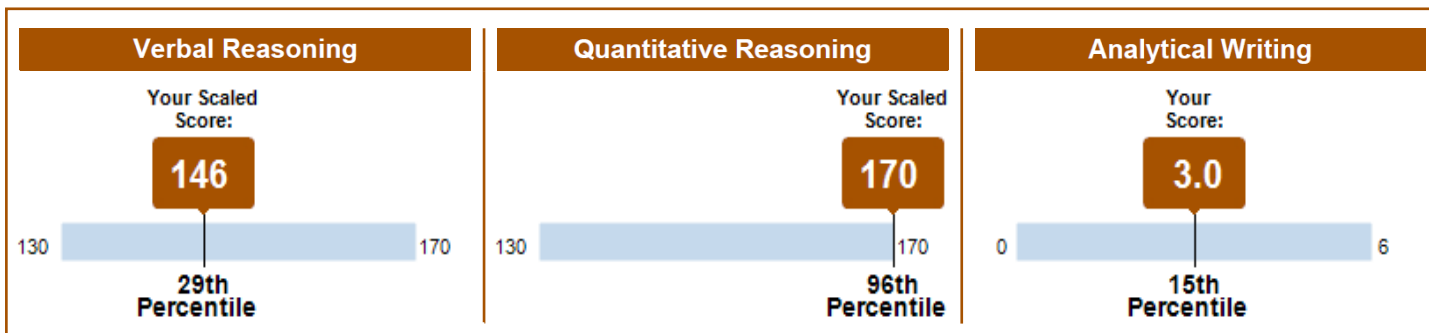 Verbal Reasoning
Your Scaled
Score:
146
130
170
29th
Percentile
Quantitative Reasoning
Your Scaled
Score:
170
130
170
96th
Percentile
Analytical Writing
Your
Score:
3.0
0
6
15th
Percentile